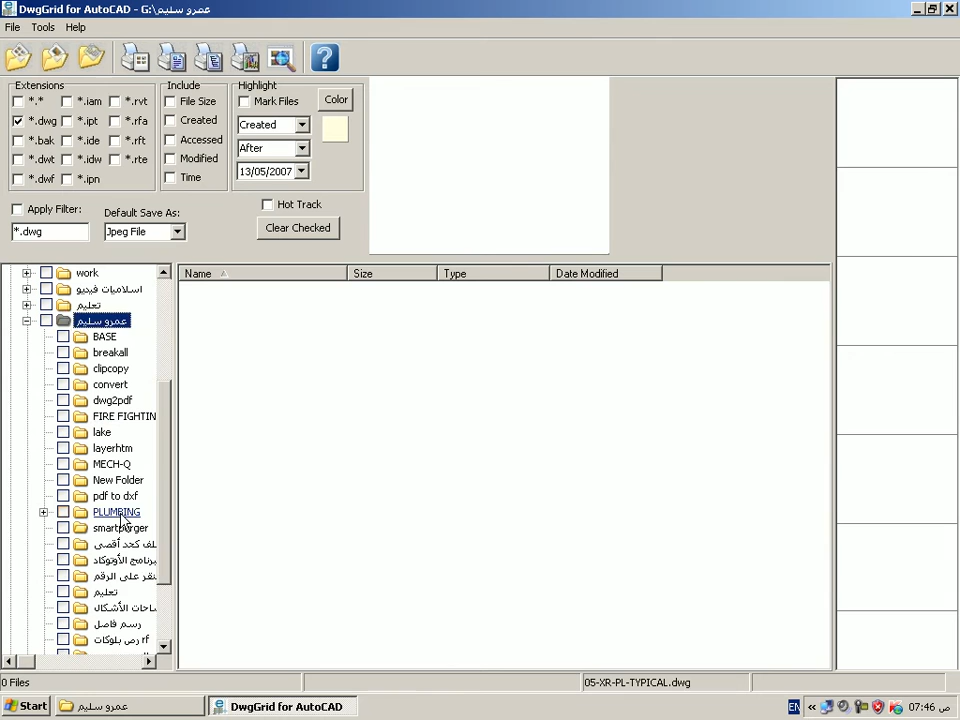 DwgGrid for AutoCAD - G:\عمرو سليم
File Tools Help
Extensions
*.* *.iam *.rvt
*.dwg *.ipt *.rfa
*.bak *.ide *.rft
*.dwt *.idw *.rte
*.dwf *.ipn
Include
File Size
Created
Accessed
Modified
Time
Highlight
Mark Files
Color
Created
After
13/05/2007
Apply Filter:
*.dwg
Default Save As:
Jpeg File
Hot Track
Clear Checked
Name Size Type Date Modified
work
اسلاميات فيديو
تعليم
عمرو سليم
BASE
breakall
clipcopy
convert
dwg2pdf
FIRE FIGHTIN
lake
layerhtm
MECH-Q
New Folder
pdf to dxf
PLUMBING
smartpurger
لف كحد أقصى
برنامج الأوتوكاد
نقر على الرقم
تعليم
احات الأشكال
رسم فاصل
رص بلوكات rf
0 Files
05-XR-PL-TYPICAL.dwg
Start
عمرو سليم
DwgGrid for AutoCAD
EN
07:46 ص